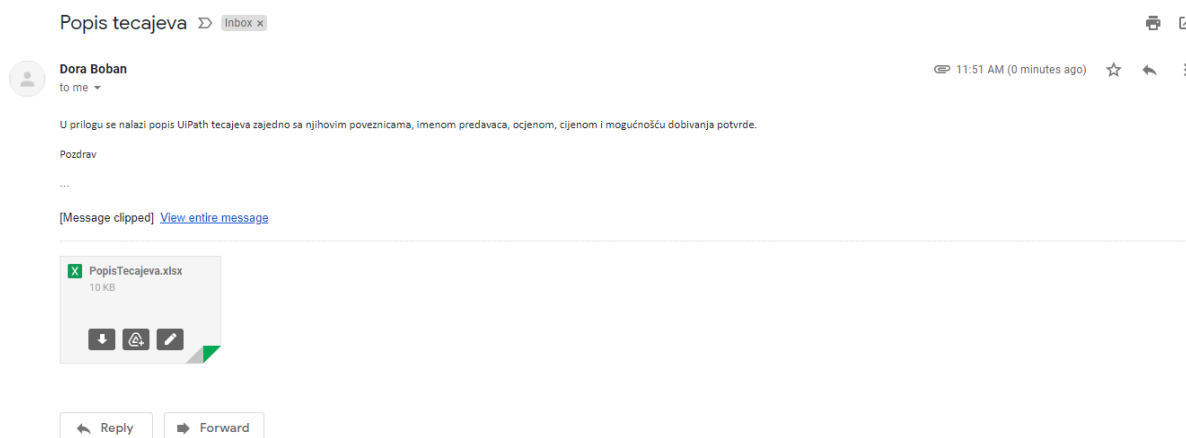 Popis tecajeva Inbox x
Dora Boban 11:51 AM (0 minutes ago)
to me
U prilogu se nalazi popis UiPath tecajeva zajedno sa njihovim poveznicama, imenom predavaca, ocjenom, cijenom i mogućnošću dobivanja potvrde.
Pozdrav
...
[Message clipped] View entire message
X PopisTecajeva.xlsx
10 KB
Reply Forward